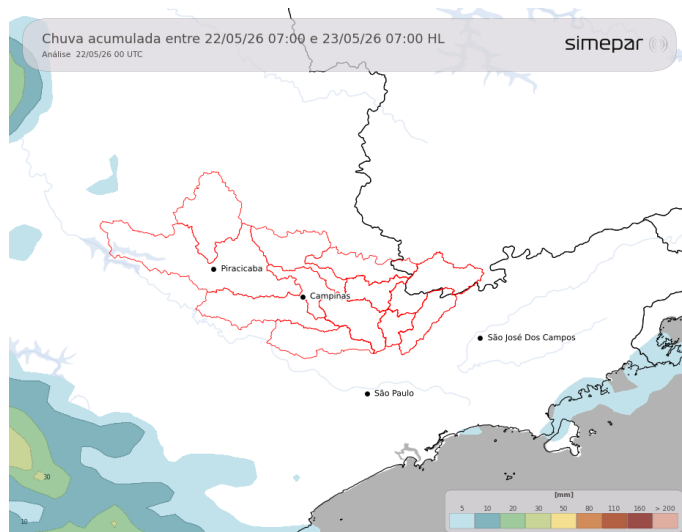 Chuva acumulada entre 22/05/26 07:00 e 23/05/26 07:00 HL
Análise 22/05/26 00 UTC
simepar
Piracicaba
Campinas
São José Dos Campos
São Paulo
30
10
[mm]
5 10 20 30 50 80 110 160 > 200